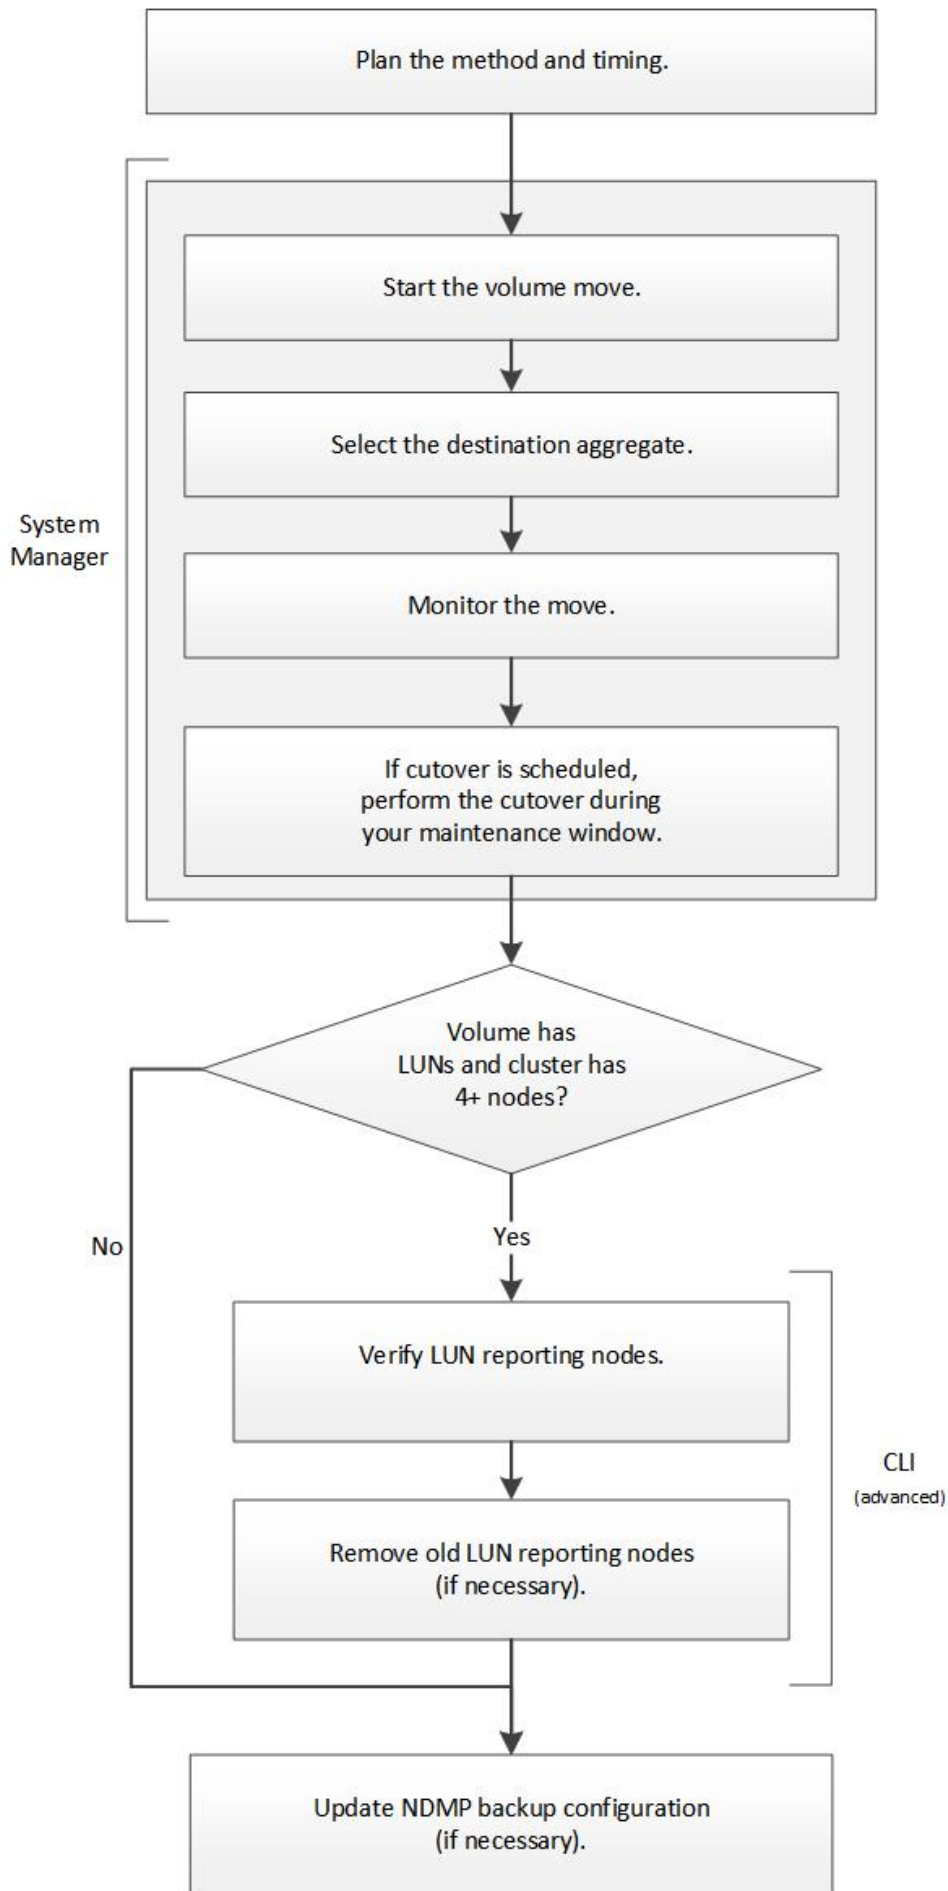 Plan the method and timing.
Start the volume move.
Select the destination aggregate.
System
Manager
Monitor the move.
If cutover is scheduled,
perform the cutover during
your maintenance window.
Volume has
LUNs and cluster has
4+ nodes?
Yes
No
Verify LUN reporting nodes.
CLI
(advanced)
Remove old LUN reporting nodes
(if necessary).
Update NDMP backup configuration
(if necessary).